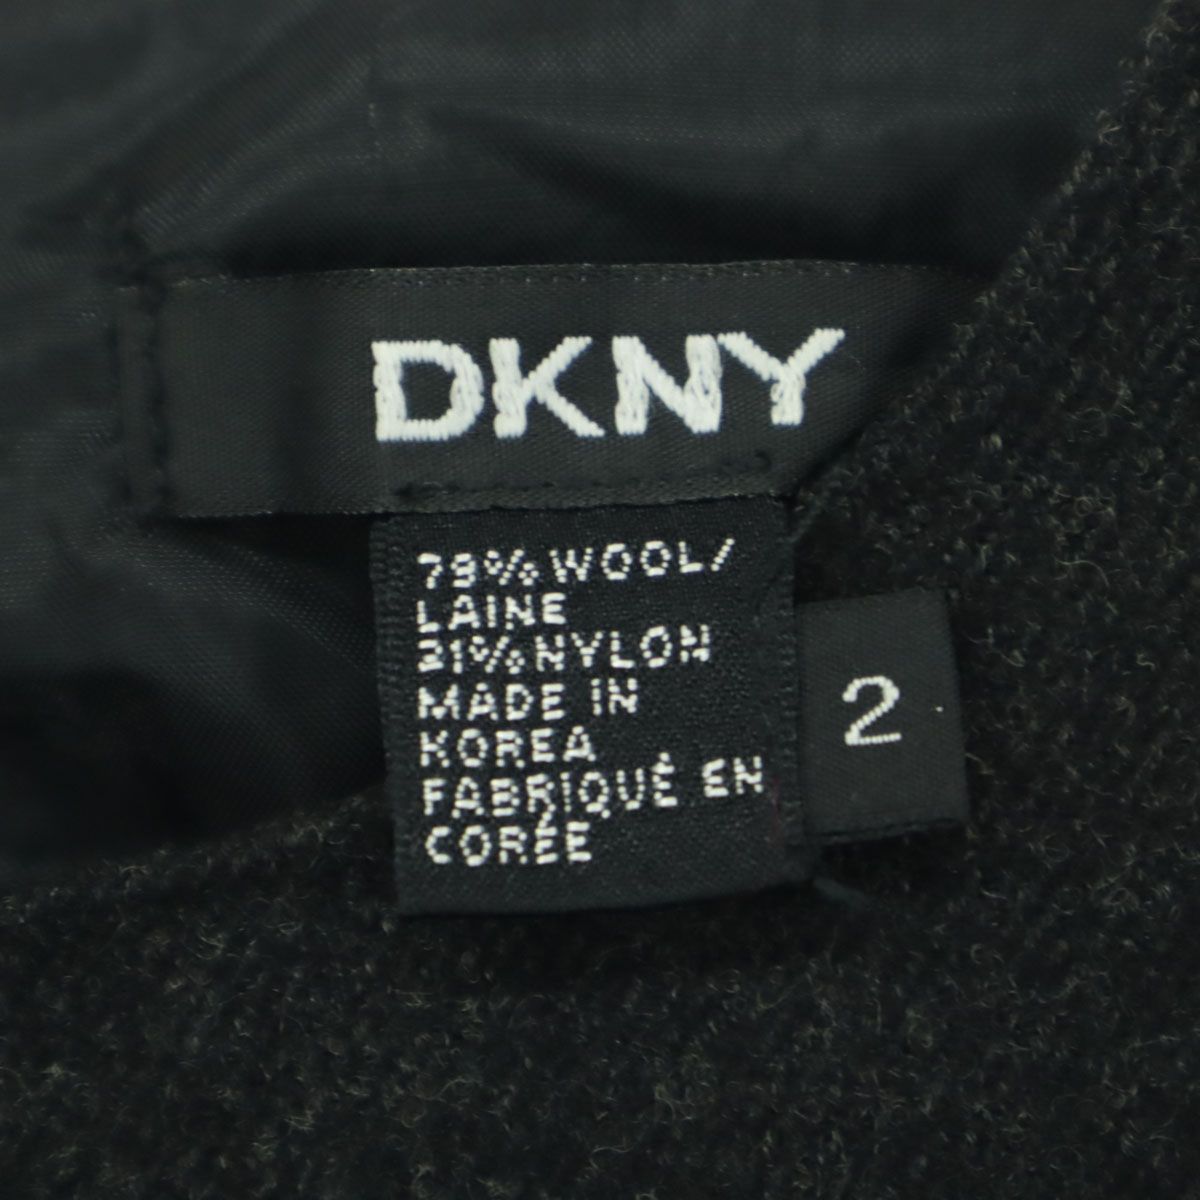 DKNY
79% WOOL/
LAINE
21% NYLON
MADE IN
KOREA
FABRIQUÉ EN
CORÉE
2